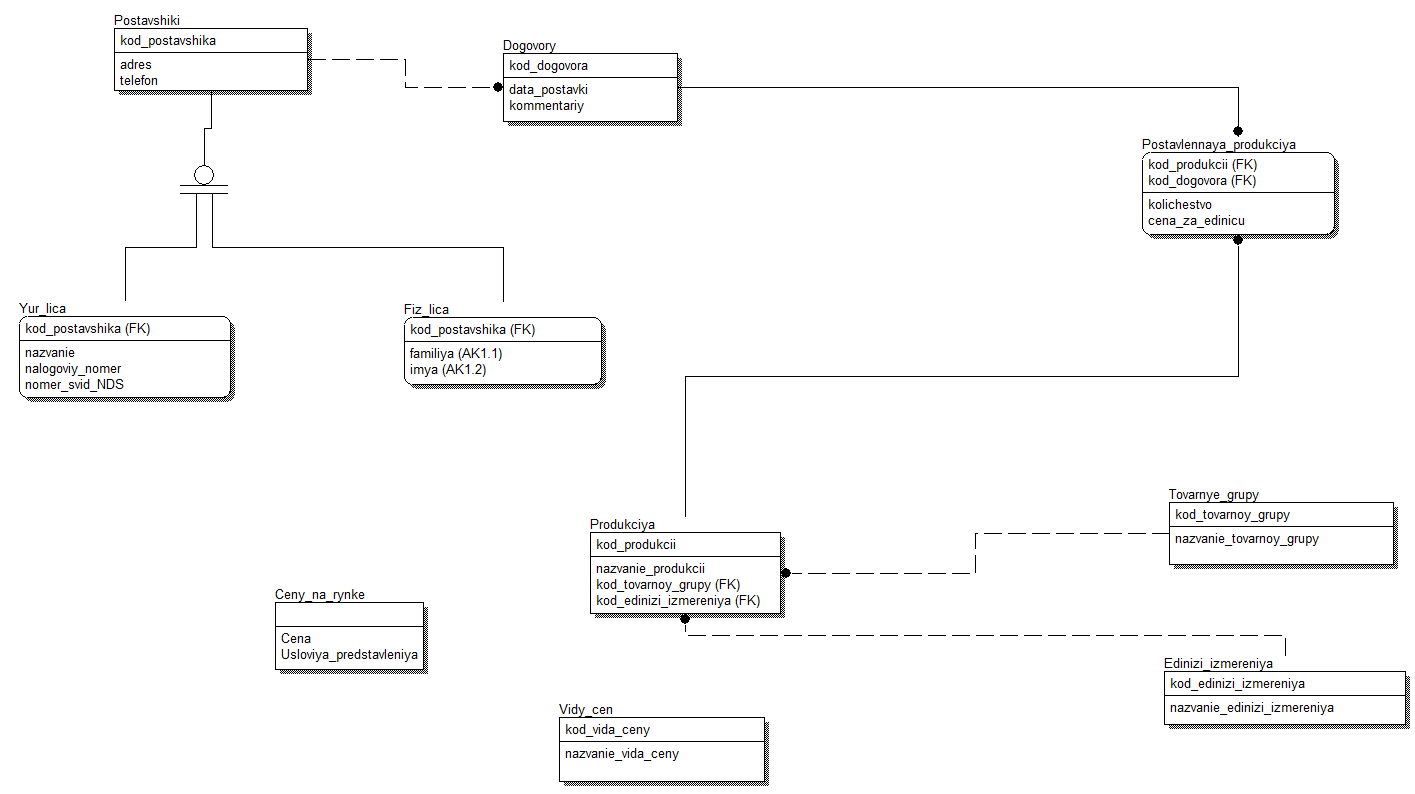 Postavshiki
kod_postavshika
adres
telefon
Dogovory
kod_dogovora
data_postavki
kommentariy
Postavlennaya_produkciya
kod_produkcii (FK)
kod_dogovora (FK)
kolichestvo
cena_za_edinicu
Yur_lica
kod_postavshika (FK)
nazvanie
nalogoviy_nomer
nomer_svid_NDS
Fiz_lica
kod_postavshika (FK)
familiya (AK1.1)
imya (AK1.2)
Tovarnye_grupy
kod_tovarnoy_grupy
nazvanie_tovarnoy_grupy
Produkciya
kod_produkcii
nazvanie_produkcii
kod_tovarnoy_grupy (FK)
kod_edinizi_izmereniya (FK)
Ceny_na_rynke
Cena
Usloviya_predstavleniya
Edinizi_izmereniya
kod_edinizi_izmereniya
nazvanie_edinizi_izmereniya
Vidy_cen
kod_vida_ceny
nazvanie_vida_ceny